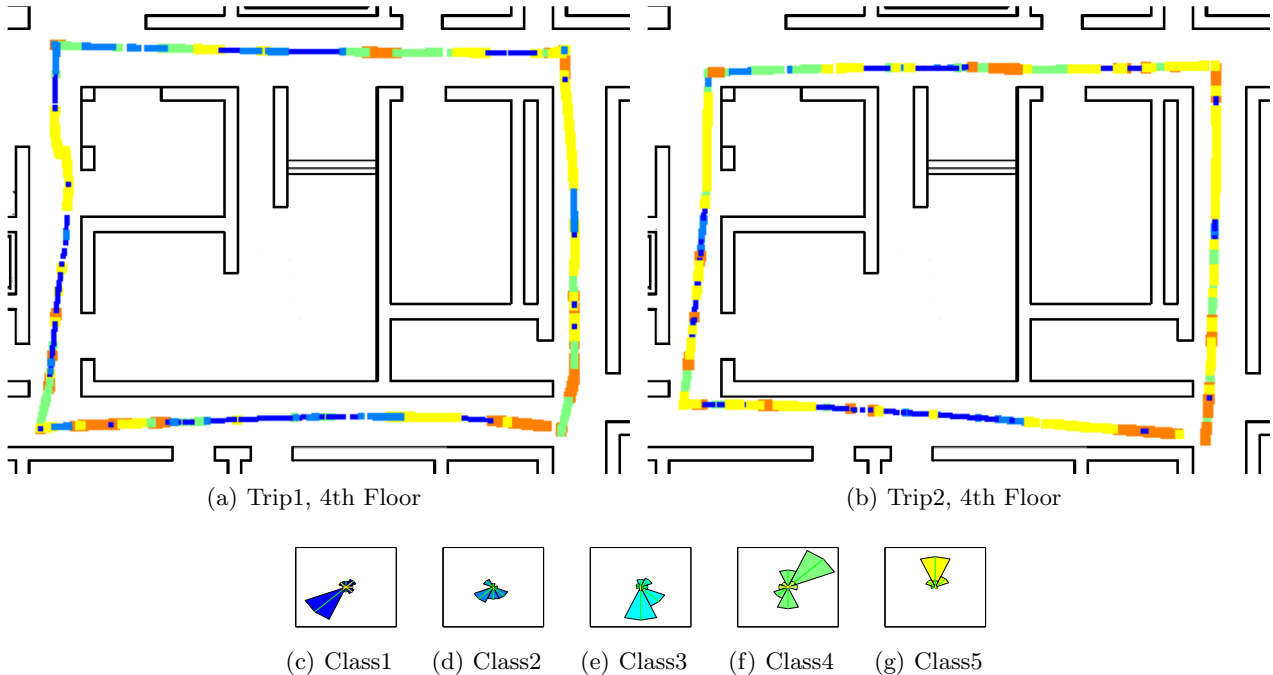 (a) Trip1, 4th Floor
(b) Trip2, 4th Floor
(c) Class1
(d) Class2
(e) Class3
(f) Class4
(g) Class5